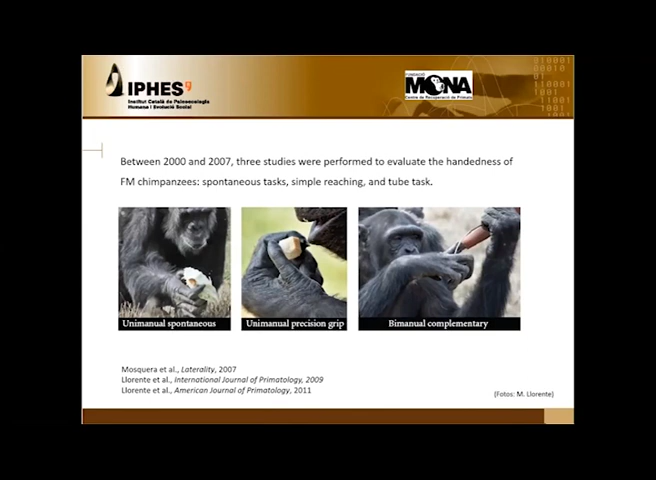 IPHES
Institut Català de Paleoecologia
Humana i Evolució Social
FUNDACIÓ
MONA
Centre de Recuperació de Primats
Between 2000 and 2007, three studies were performed to evaluate the handedness of
FM chimpanzees: spontaneous tasks, simple reaching, and tube task.
Unimanual spontaneous
Unimanual precision grip
Bimanual complementary
Mosquera et al., Laterality, 2007
Llorente et al., International Journal of Primatology, 2009
Llorente et al., American Journal of Primatology, 2011
(Fotos: M. Llorente)